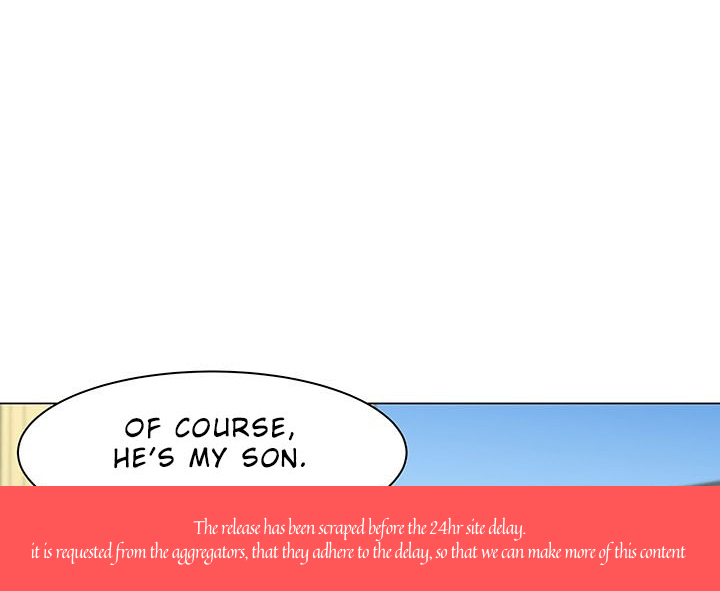 OF COURSE,
HE'S MY SON.
The release has been scraped before the 24hr site delay.
it is requested from the aggregators, that they adhere to the delay, so that we can make more of this content